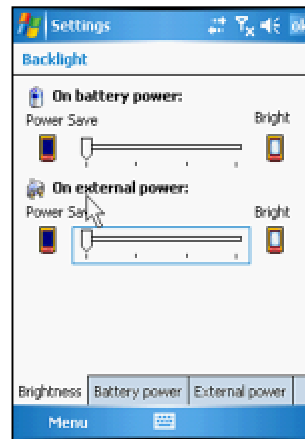 Settings
ok
Backlight
On battery power:
Power Save Bright
On external power:
Power Sa Bright
Brightness Battery power External power
Menu